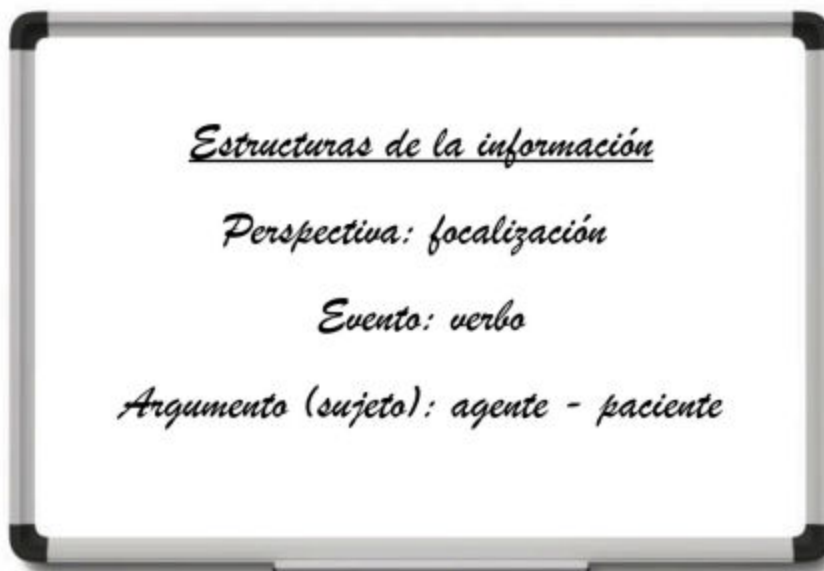 Estructuras de la información
Perspectiva: focalización
Evento: verbo
Argumento (sujeto): agente - paciente